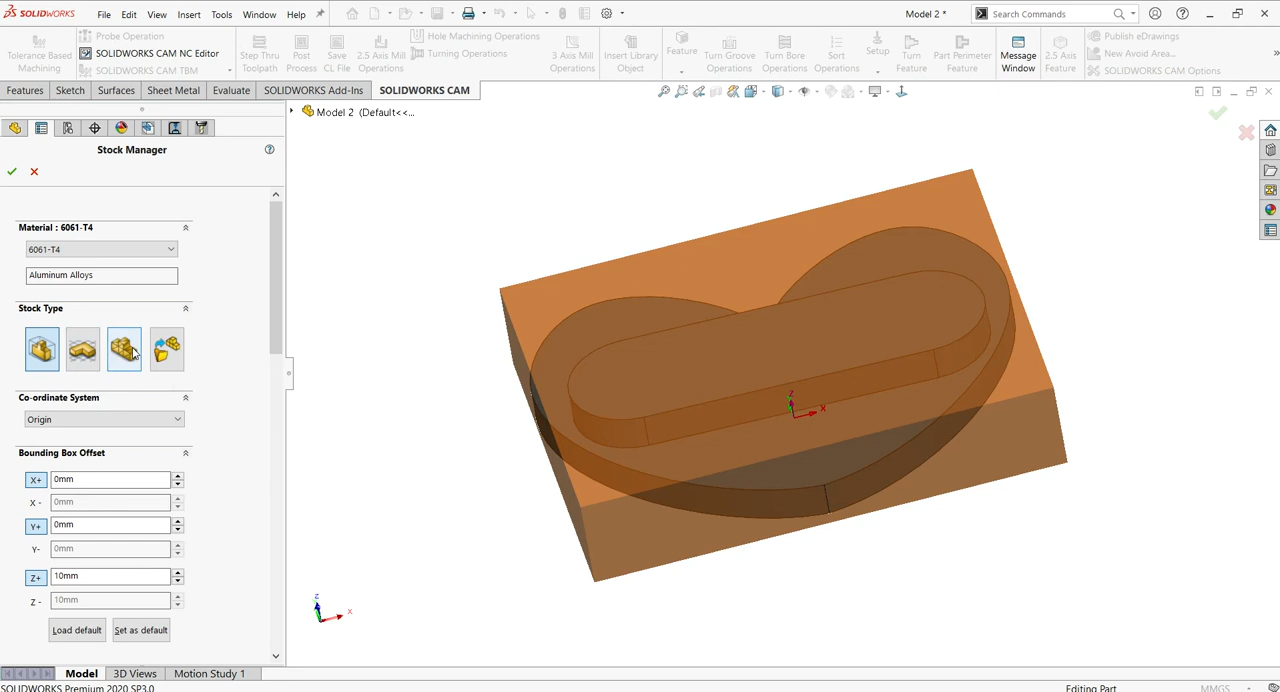 SOLIDWORKS File Edit View Insert Tools Window Help Model 2 * Search Commands
Tolerance Based Machining
Probe Operation
SOLIDWORKS CAM NC Editor
SOLIDWORKS CAM TBM
Step Thru Toolpath
Post Process
Save CL File
2.5 Axis Mill Operations
Hole Machining Operations
Turning Operations
3 Axis Mill Operations
Insert Library Object
Feature
Turn Groove Operations
Turn Bore Operations
Sort Operations
Setup
Turn Feature
Part Perimeter Feature
Message Window
2.5 Axis Feature
Publish eDrawings
New Avoid Area...
SOLIDWORKS CAM Options
Features Sketch Surfaces Sheet Metal Evaluate SOLIDWORKS Add-Ins SOLIDWORKS CAM
Model 2 (Default<<...
Stock Manager
Material : 6061-T4
6061-T4
Aluminum Alloys
Stock Type
Co-ordinate System
Origin
Bounding Box Offset
X+ 0mm
X - 0mm
Y+ 0mm
Y- 0mm
Z+ 10mm
Z - 10mm
Load default Set as default
Z
X
Z
X
Model 3D Views Motion Study 1
SOLIDWORKS Premium 2020 SP3.0 Editing Part MMGS